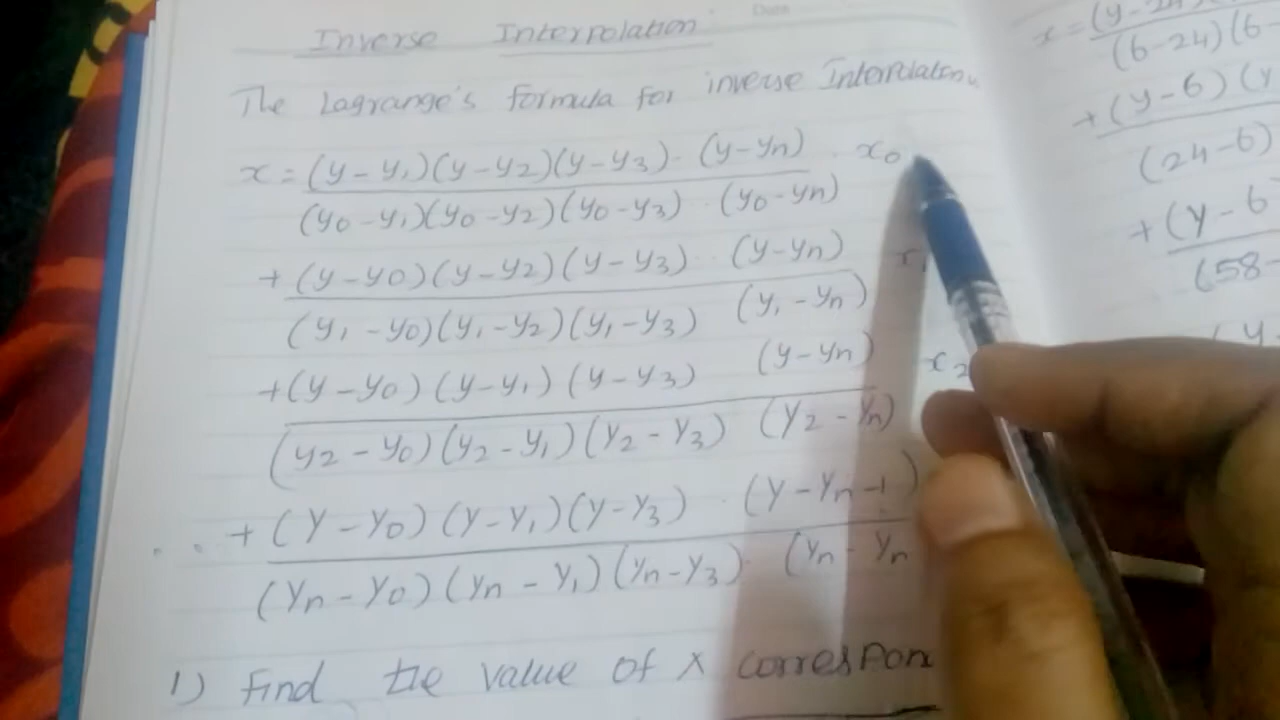 Date
Inverse Interpolation
The Lagrange's formula for inverse Interpolation
x = (y-y1)(y-y2)(y-y3)-(y-yn) . x0
(y0-y1)(y0-y2)(y0-y3) . (y0-yn)
+(y-y0)(y-y2)(y-y3) . . (y-yn)
(y1-y0)(y1-y2)(y1-y3) (y1-yn)
+(y-y0)(y-y1)(y-y3) (y-yn) x2
(y2-y0)(y2-y1)(y2-y3) (y2-yn)
. . + (y-y0)(y-y1)(y-y3) . (y-yn-1)
(yn-y0)(yn-y1)(yn-y3) . (yn-yn
1) Find the value of x correspon
x=(y-24)
(6-24)(6-
+(y-6)(y
(24-6)
+(y-6
(58-
(y-